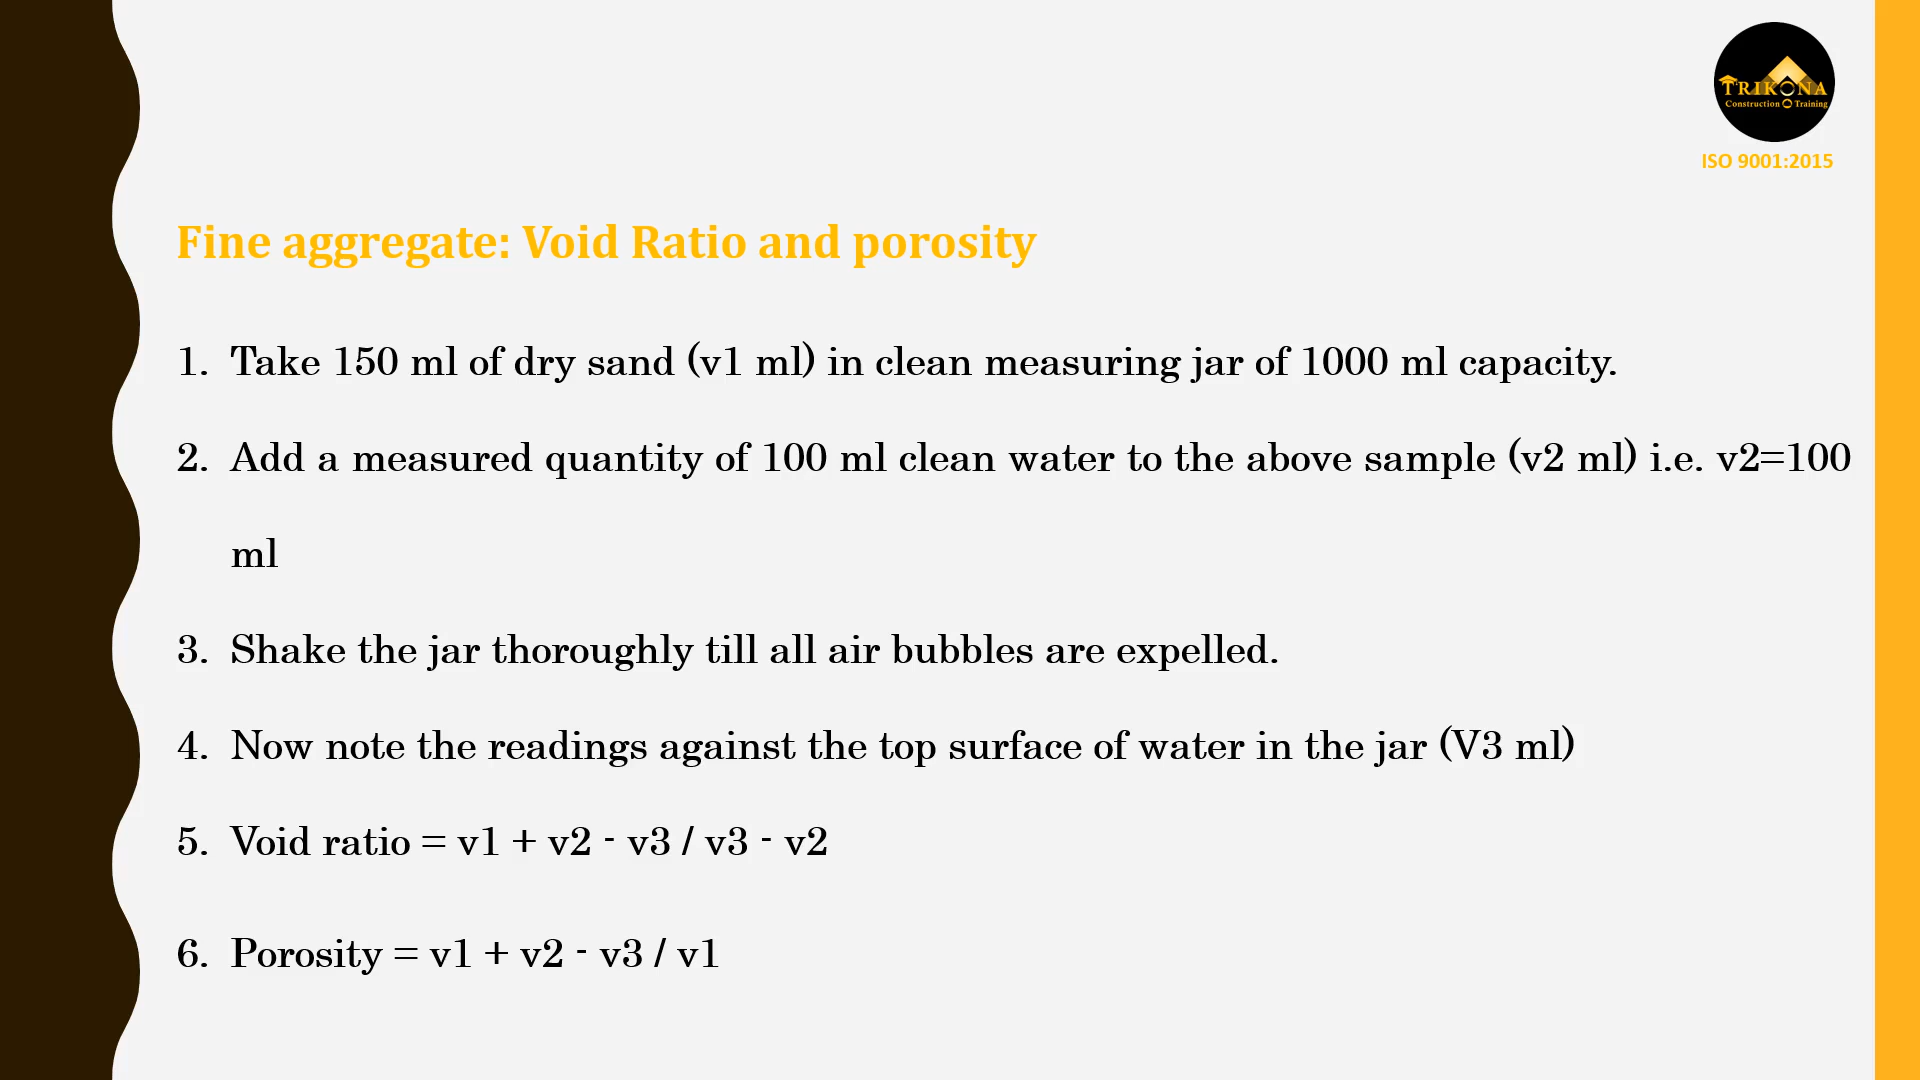 TRIKONA
Construction Training
ISO 9001:2015
Fine aggregate: Void Ratio and porosity
1. Take 150 ml of dry sand (v1 ml) in clean measuring jar of 1000 ml capacity.
2. Add a measured quantity of 100 ml clean water to the above sample (v2 ml) i.e. v2=100
ml
3. Shake the jar thoroughly till all air bubbles are expelled.
4. Now note the readings against the top surface of water in the jar (V3 ml)
5. Void ratio = v1 + v2 - v3 / v3 - v2
6. Porosity = v1 + v2 - v3 / v1